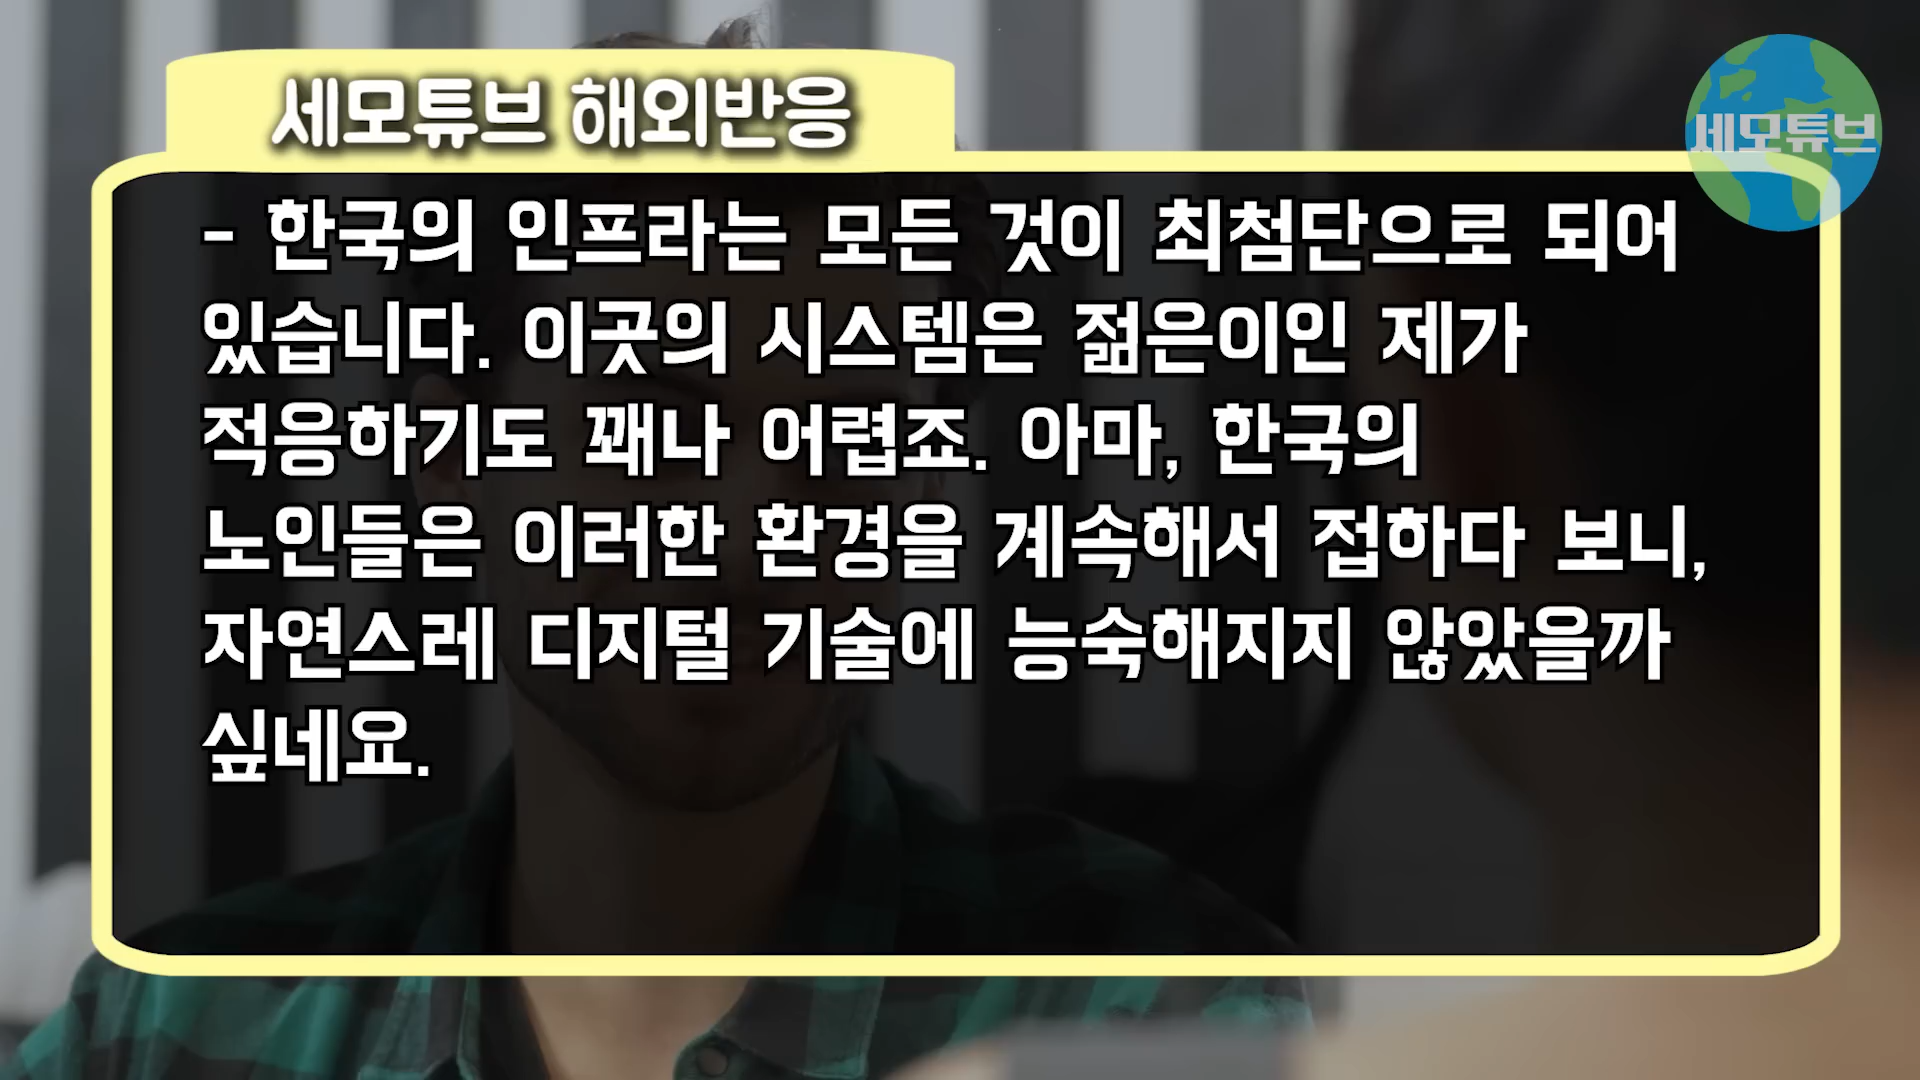 세모튜브 해외반응
세모튜브
- 한국의 인프라는 모든 것이 최첨단으로 되어
있습니다. 이곳의 시스템은 젊은이인 제가
적응하기도 꽤나 어렵죠. 아마, 한국의
노인들은 이러한 환경을 계속해서 접하다 보니,
자연스레 디지털 기술에 능숙해지지 않았을까
싶네요.